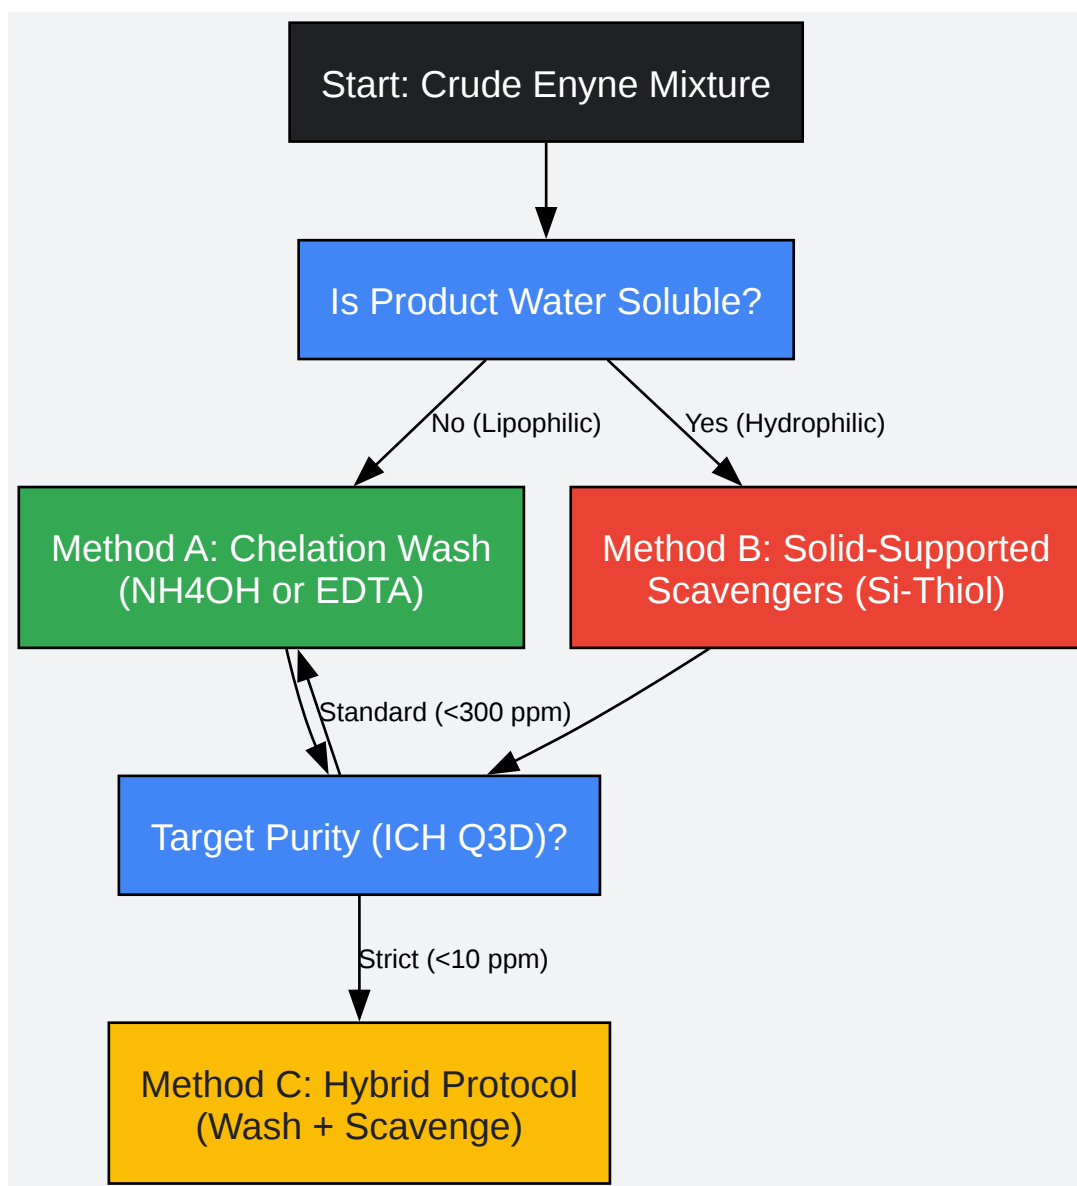 Start: Crude Enyne Mixture
Is Product Water Soluble?
No (Lipophilic)
Yes (Hydrophilic)
Method A: Chelation Wash
(NH4OH or EDTA)
Method B: Solid-Supported
Scavengers (Si-Thiol)
Standard (<300 ppm)
Target Purity (ICH Q3D)?
Strict (<10 ppm)
Method C: Hybrid Protocol
(Wash + Scavenge)